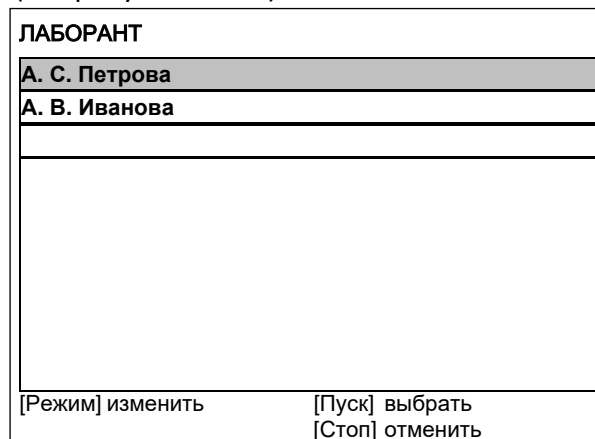 ЛАБОРАНТ
А. С. Петрова
А. В. Иванова
[Режим] изменить [Пуск] выбрать
[Стоп] отменить